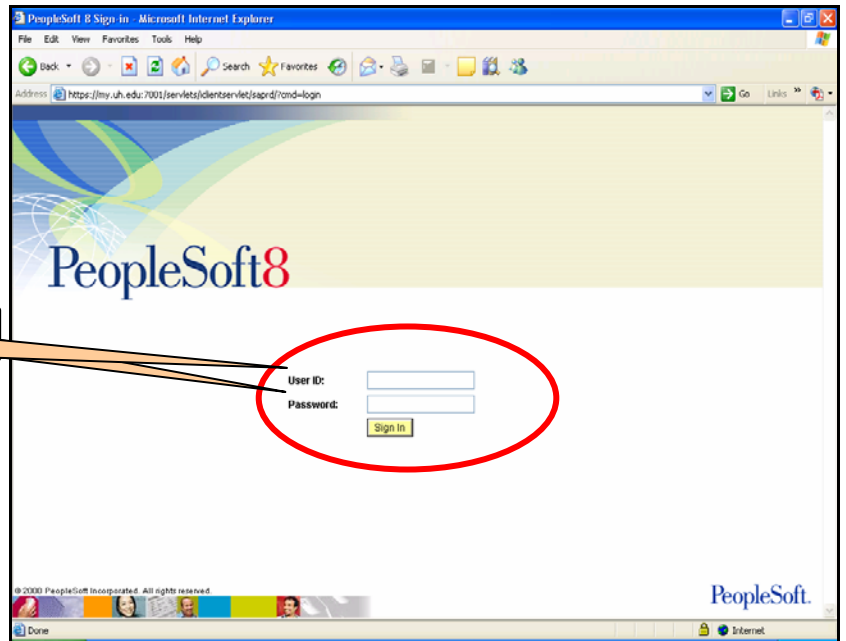 PeopleSoft 8 Sign-in - Microsoft Internet Explorer
File Edit View Favorites Tools Help
Back Search Favorites
Address https://my.uh.edu:7001/servlets/iclientservlet/saprd/?cmd=login Go Links »
PeopleSoft8
User ID:
Password:
Sign In
© 2000 PeopleSoft Incorporated. All rights reserved.
PeopleSoft.
Done Internet